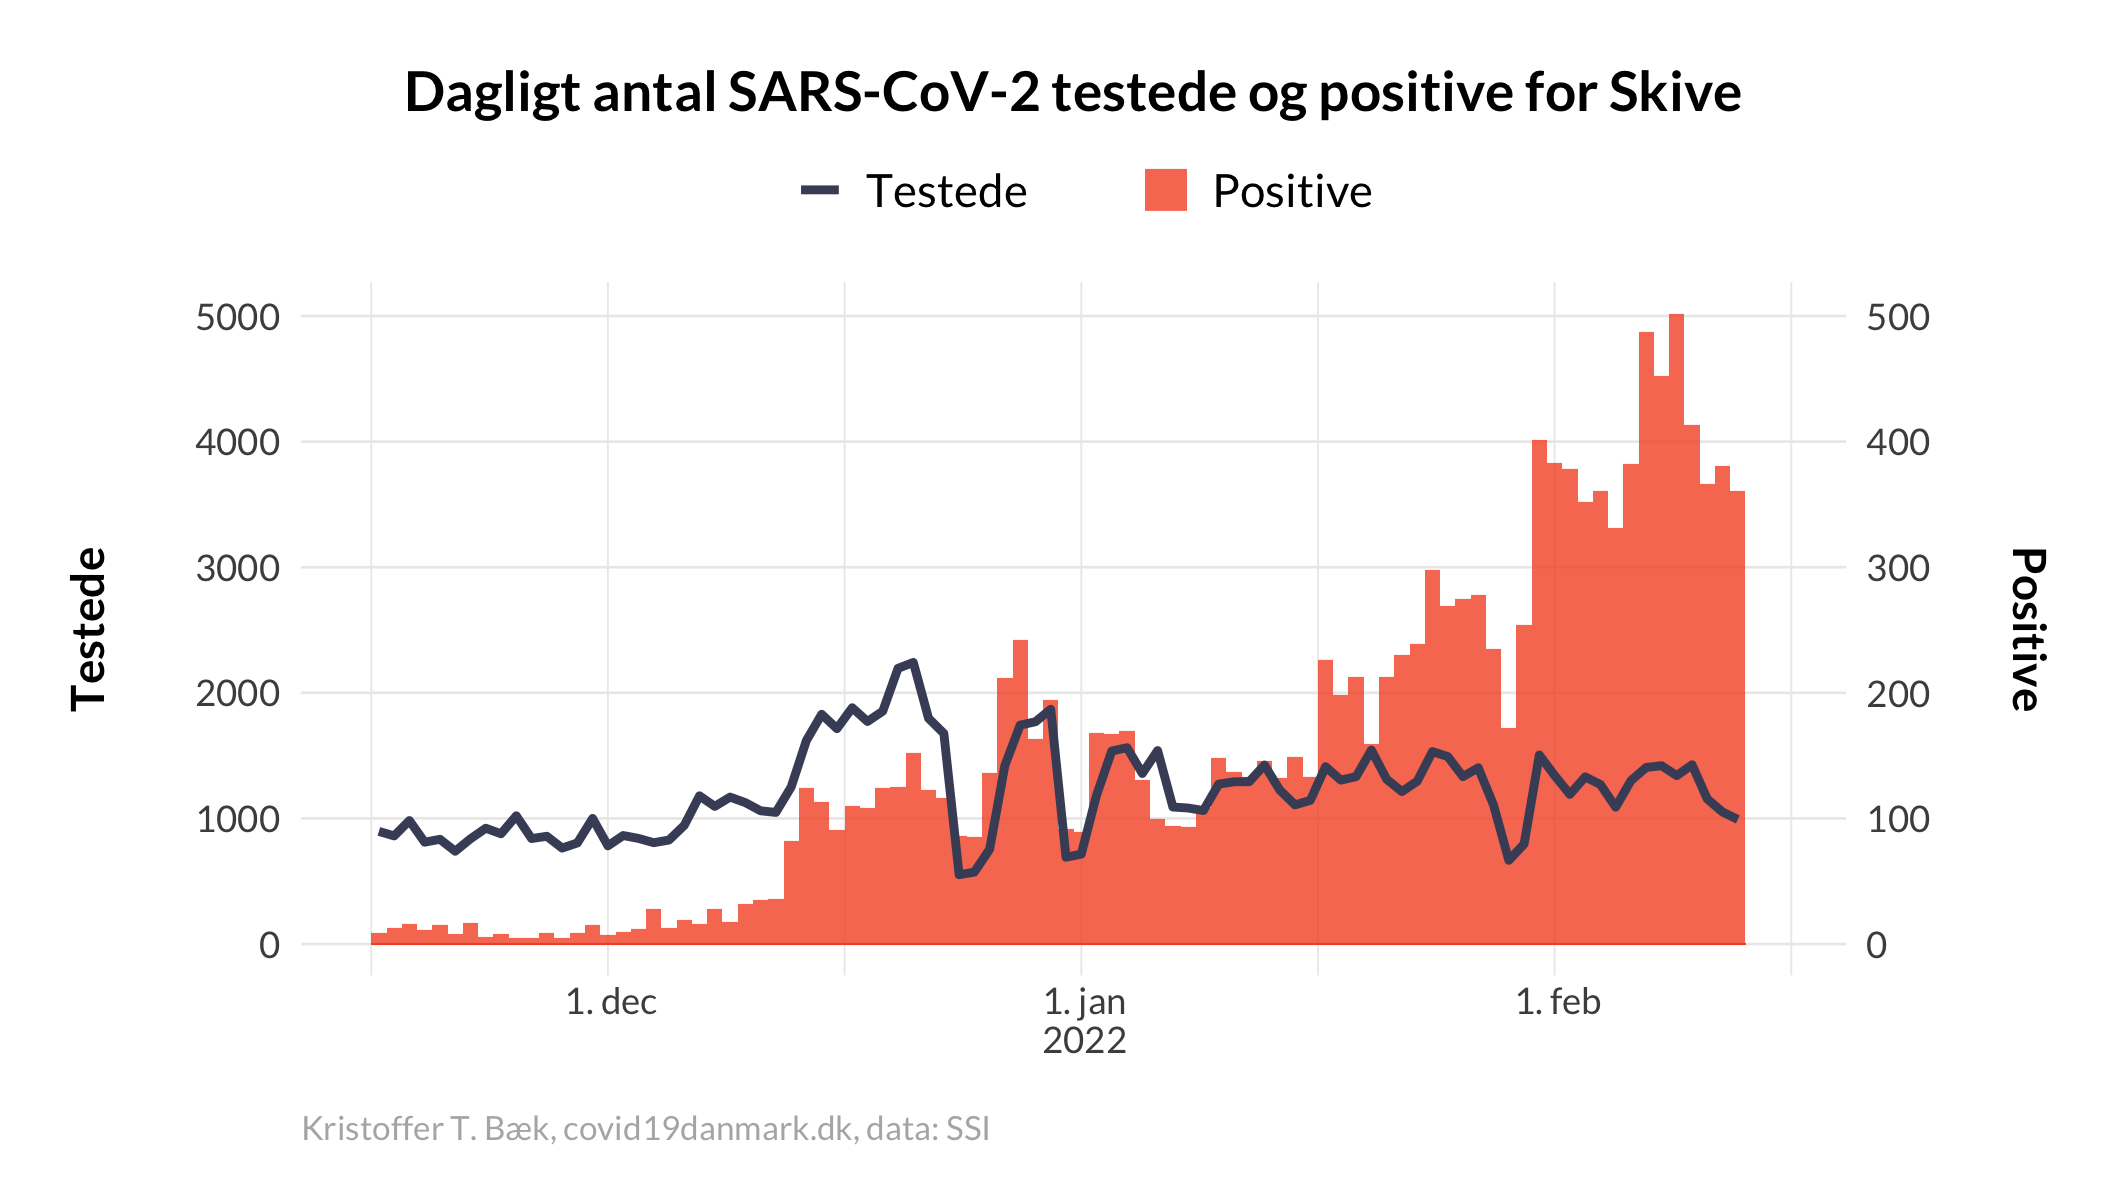 Dagligt antal SARS-CoV-2 testede og positive for Skive
Testede
Positive
5000
4000
3000
2000
1000
0
Testede
500
400
300
200
100
0
Positive
1. dec
1. jan
2022
1. feb
Kristoffer T. Bæk, covid19danmark.dk, data: SSI